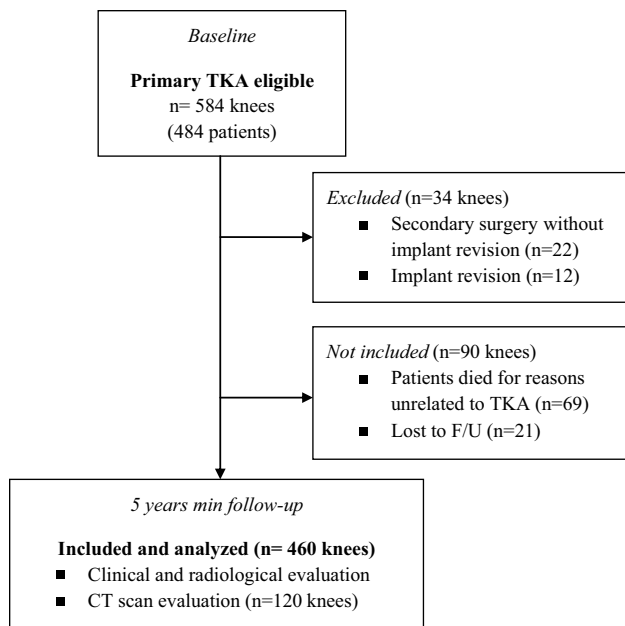 Baseline
Primary TKA eligible
n= 584 knees
(484 patients)
Excluded (n=34 knees)
■ Secondary surgery without
implant revision (n=22)
■ Implant revision (n=12)
Not included (n=90 knees)
■ Patients died for reasons
unrelated to TKA (n=69)
■ Lost to F/U (n=21)
5 years min follow-up
Included and analyzed (n= 460 knees)
■ Clinical and radiological evaluation
■ CT scan evaluation (n=120 knees)